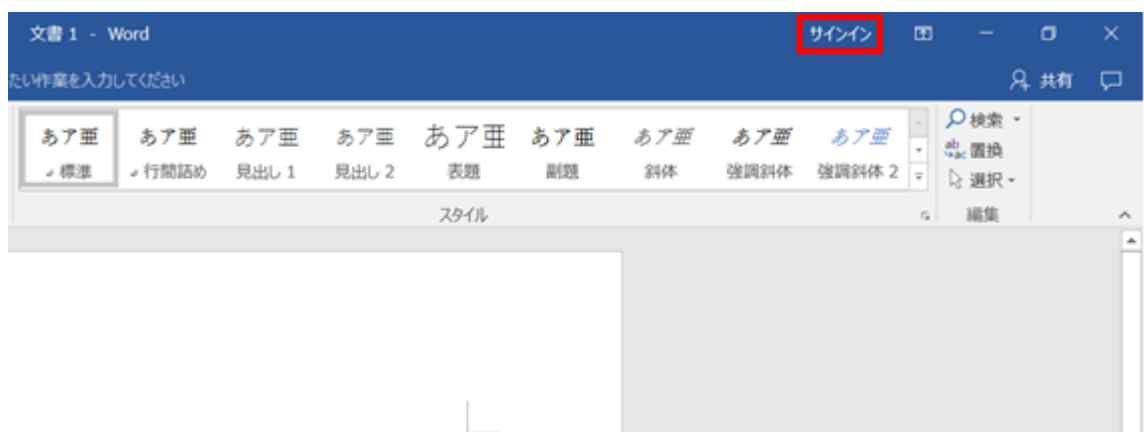 文書 1 - Word
サインイン
たい作業を入力してください
共有
あア亜 あア亜 あア亜 あア亜 あア亜 あア亜 あア亜 あア亜 あア亜
標準 行間詰め 見出し 1 見出し 2 表題 副題 斜体 強調斜体 強調斜体 2
検索
置換
選択
スタイル
編集